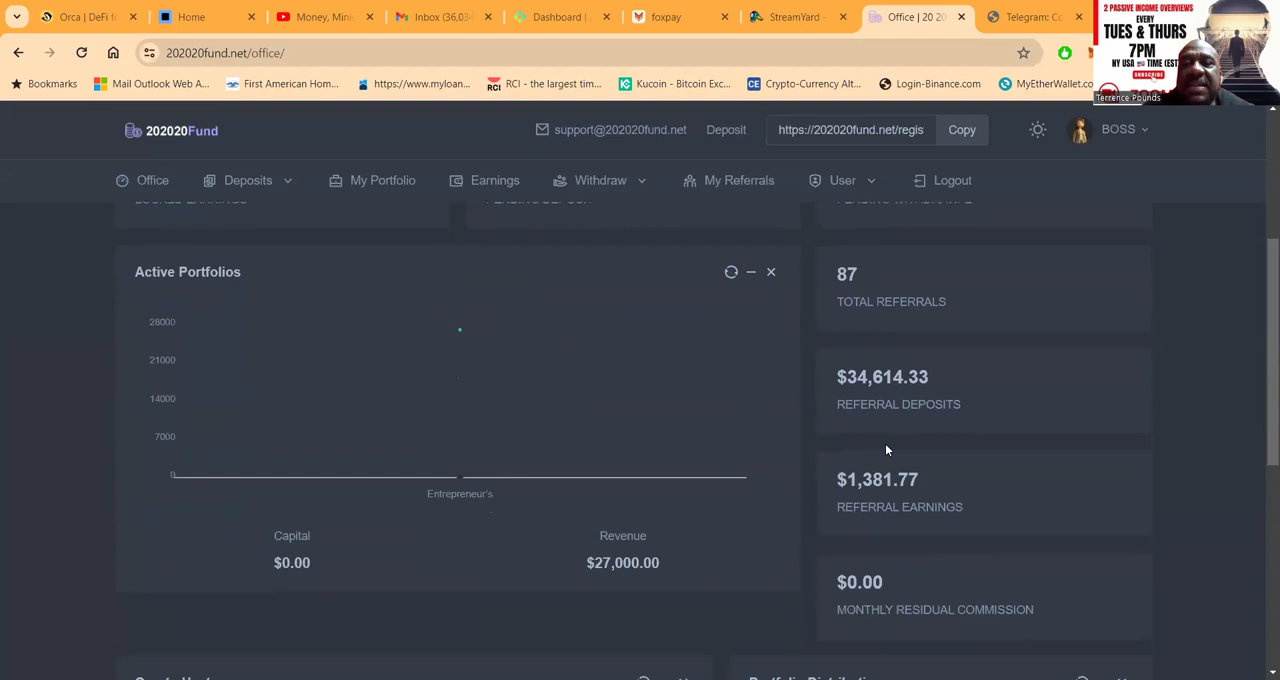 Orca | DeFi f
Home
Money, Mini
Inbox (36,03
Dashboard |
foxpay
StreamYard -
Office | 20 20
Telegram: Co
202020fund.net/office/
Bookmarks
Mail Outlook Web A...
First American Hom...
https://www.myloan...
RCI - the largest tim...
Kucoin - Bitcoin Exc...
Crypto-Currency Alt...
Login-Binance.com
MyEtherWallet.co
2 PASSIVE INCOME OVERVIEWS
EVERY
TUES & THURS
7PM
NY USA TIME (EST)
SUBSCRIBE
Terrence Pounds
202020Fund
support@202020fund.net
Deposit
https://202020fund.net/regis
Copy
BOSS
Office
Deposits
My Portfolio
Earnings
Withdraw
My Referrals
User
Logout
Active Portfolios
28000
21000
14000
7000
0
Entrepreneur's
Capital
Revenue
$0.00
$27,000.00
87
TOTAL REFERRALS
$34,614.33
REFERRAL DEPOSITS
$1,381.77
REFERRAL EARNINGS
$0.00
MONTHLY RESIDUAL COMMISSION